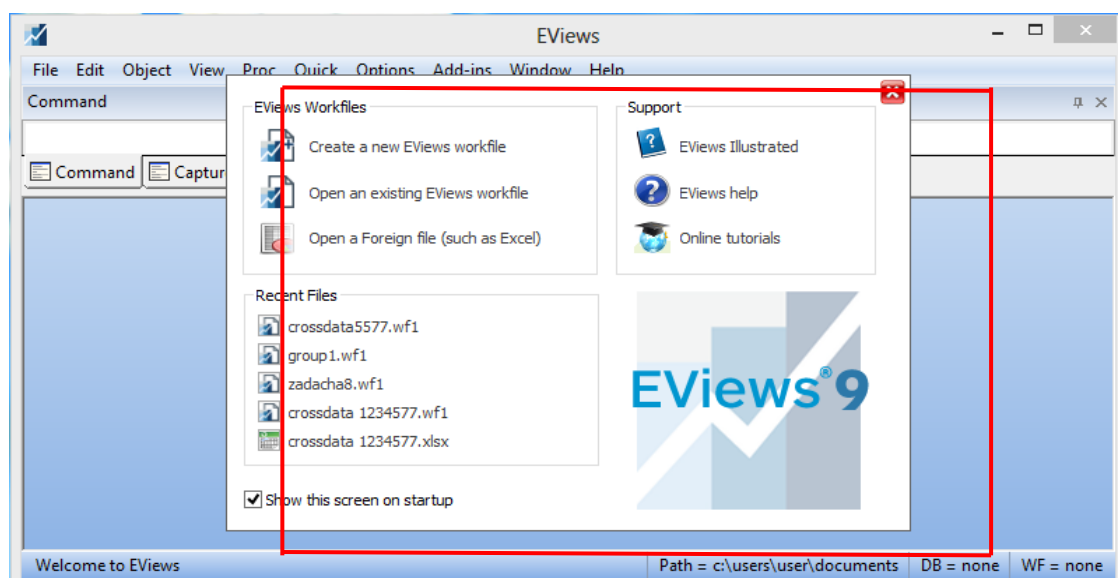 EViews
File Edit Object View Proc Quick Options Add-ins Window Help
Command
Command Captur
EViews Workfiles
Create a new EViews workfile
Open an existing EViews workfile
Open a Foreign file (such as Excel)
Support
EViews Illustrated
EViews help
Online tutorials
Recent Files
crossdata5577.wf1
group1.wf1
zadacha8.wf1
crossdata 1234577.wf1
crossdata 1234577.xlsx
EViews®9
Show this screen on startup
Welcome to EViews Path = c:\users\user\documents DB = none WF = none